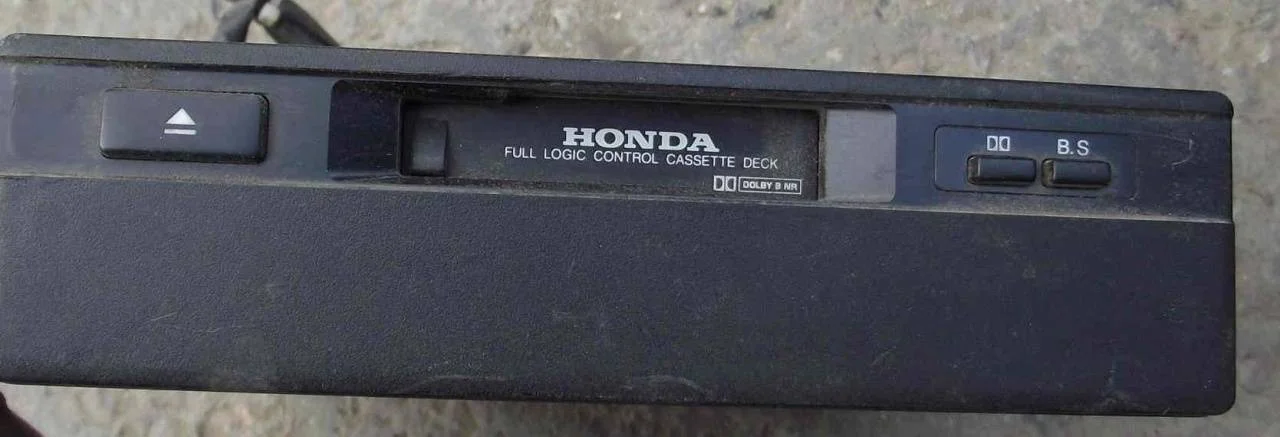 HONDA
FULL LOGIC CONTROL CASSETTE DECK
DOLBY B NR
B.S